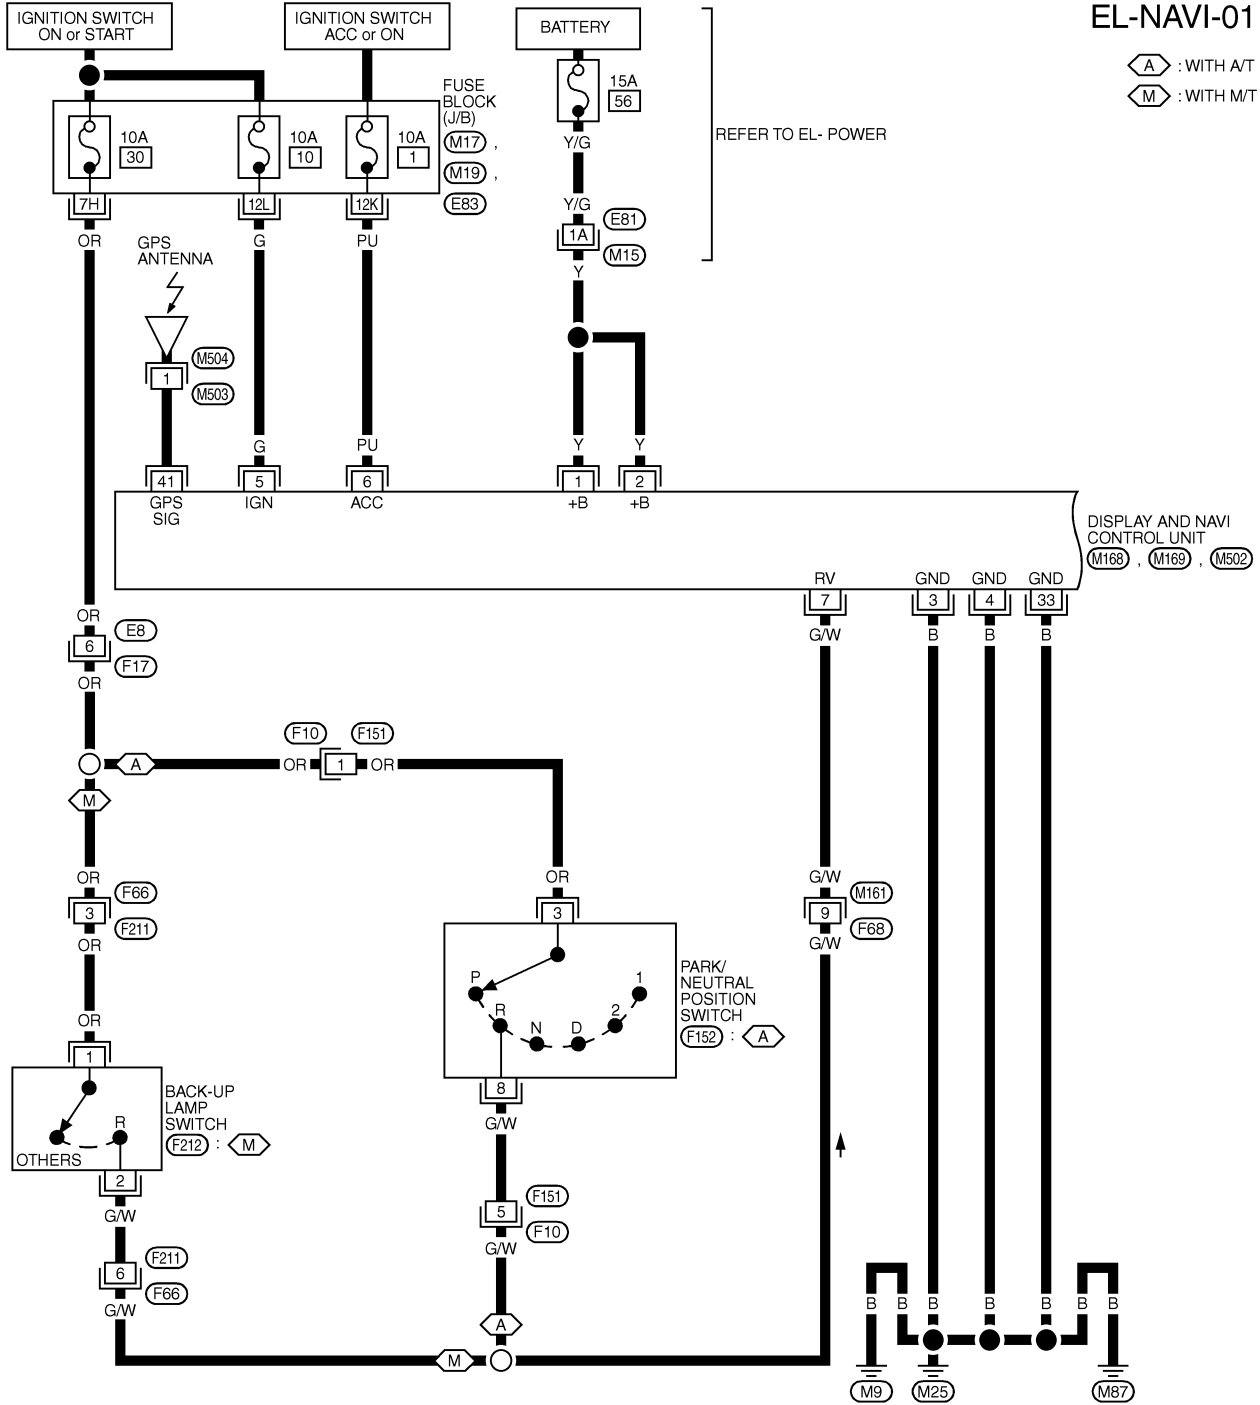 EL-NAVI-01
IGNITION SWITCH
ON or START
IGNITION SWITCH
ACC or ON
BATTERY
A : WITH A/T
M : WITH M/T
FUSE
BLOCK
(J/B)
M17 ,
M19 ,
E83
10A
30
10A
10
10A
1
15A
56
REFER TO EL- POWER
7H
12L
12K
Y/G
Y/G
E81
1A
M15
OR
G
PU
Y
GPS
ANTENNA
M504
1
M503
G
PU
Y
Y
41
5
6
1
2
GPS
SIG
IGN
ACC
+B
+B
DISPLAY AND NAVI
CONTROL UNIT
M168 , M169 , M502
RV
GND
GND
GND
7
3
4
33
G/W
B
B
B
OR
E8
6
F17
OR
F10
F151
A
OR
1
OR
M
OR
F66
3
F211
OR
OR
3
G/W
M161
9
F68
G/W
PARK/
NEUTRAL
POSITION
SWITCH
F152 : A
P
R
N
D
2
1
OR
1
BACK-UP
LAMP
SWITCH
F212 : M
R
OTHERS
2
G/W
8
G/W
F211
6
F66
G/W
F151
5
F10
G/W
A
M
B
B
B
B
B
B
B
M9
M25
M87